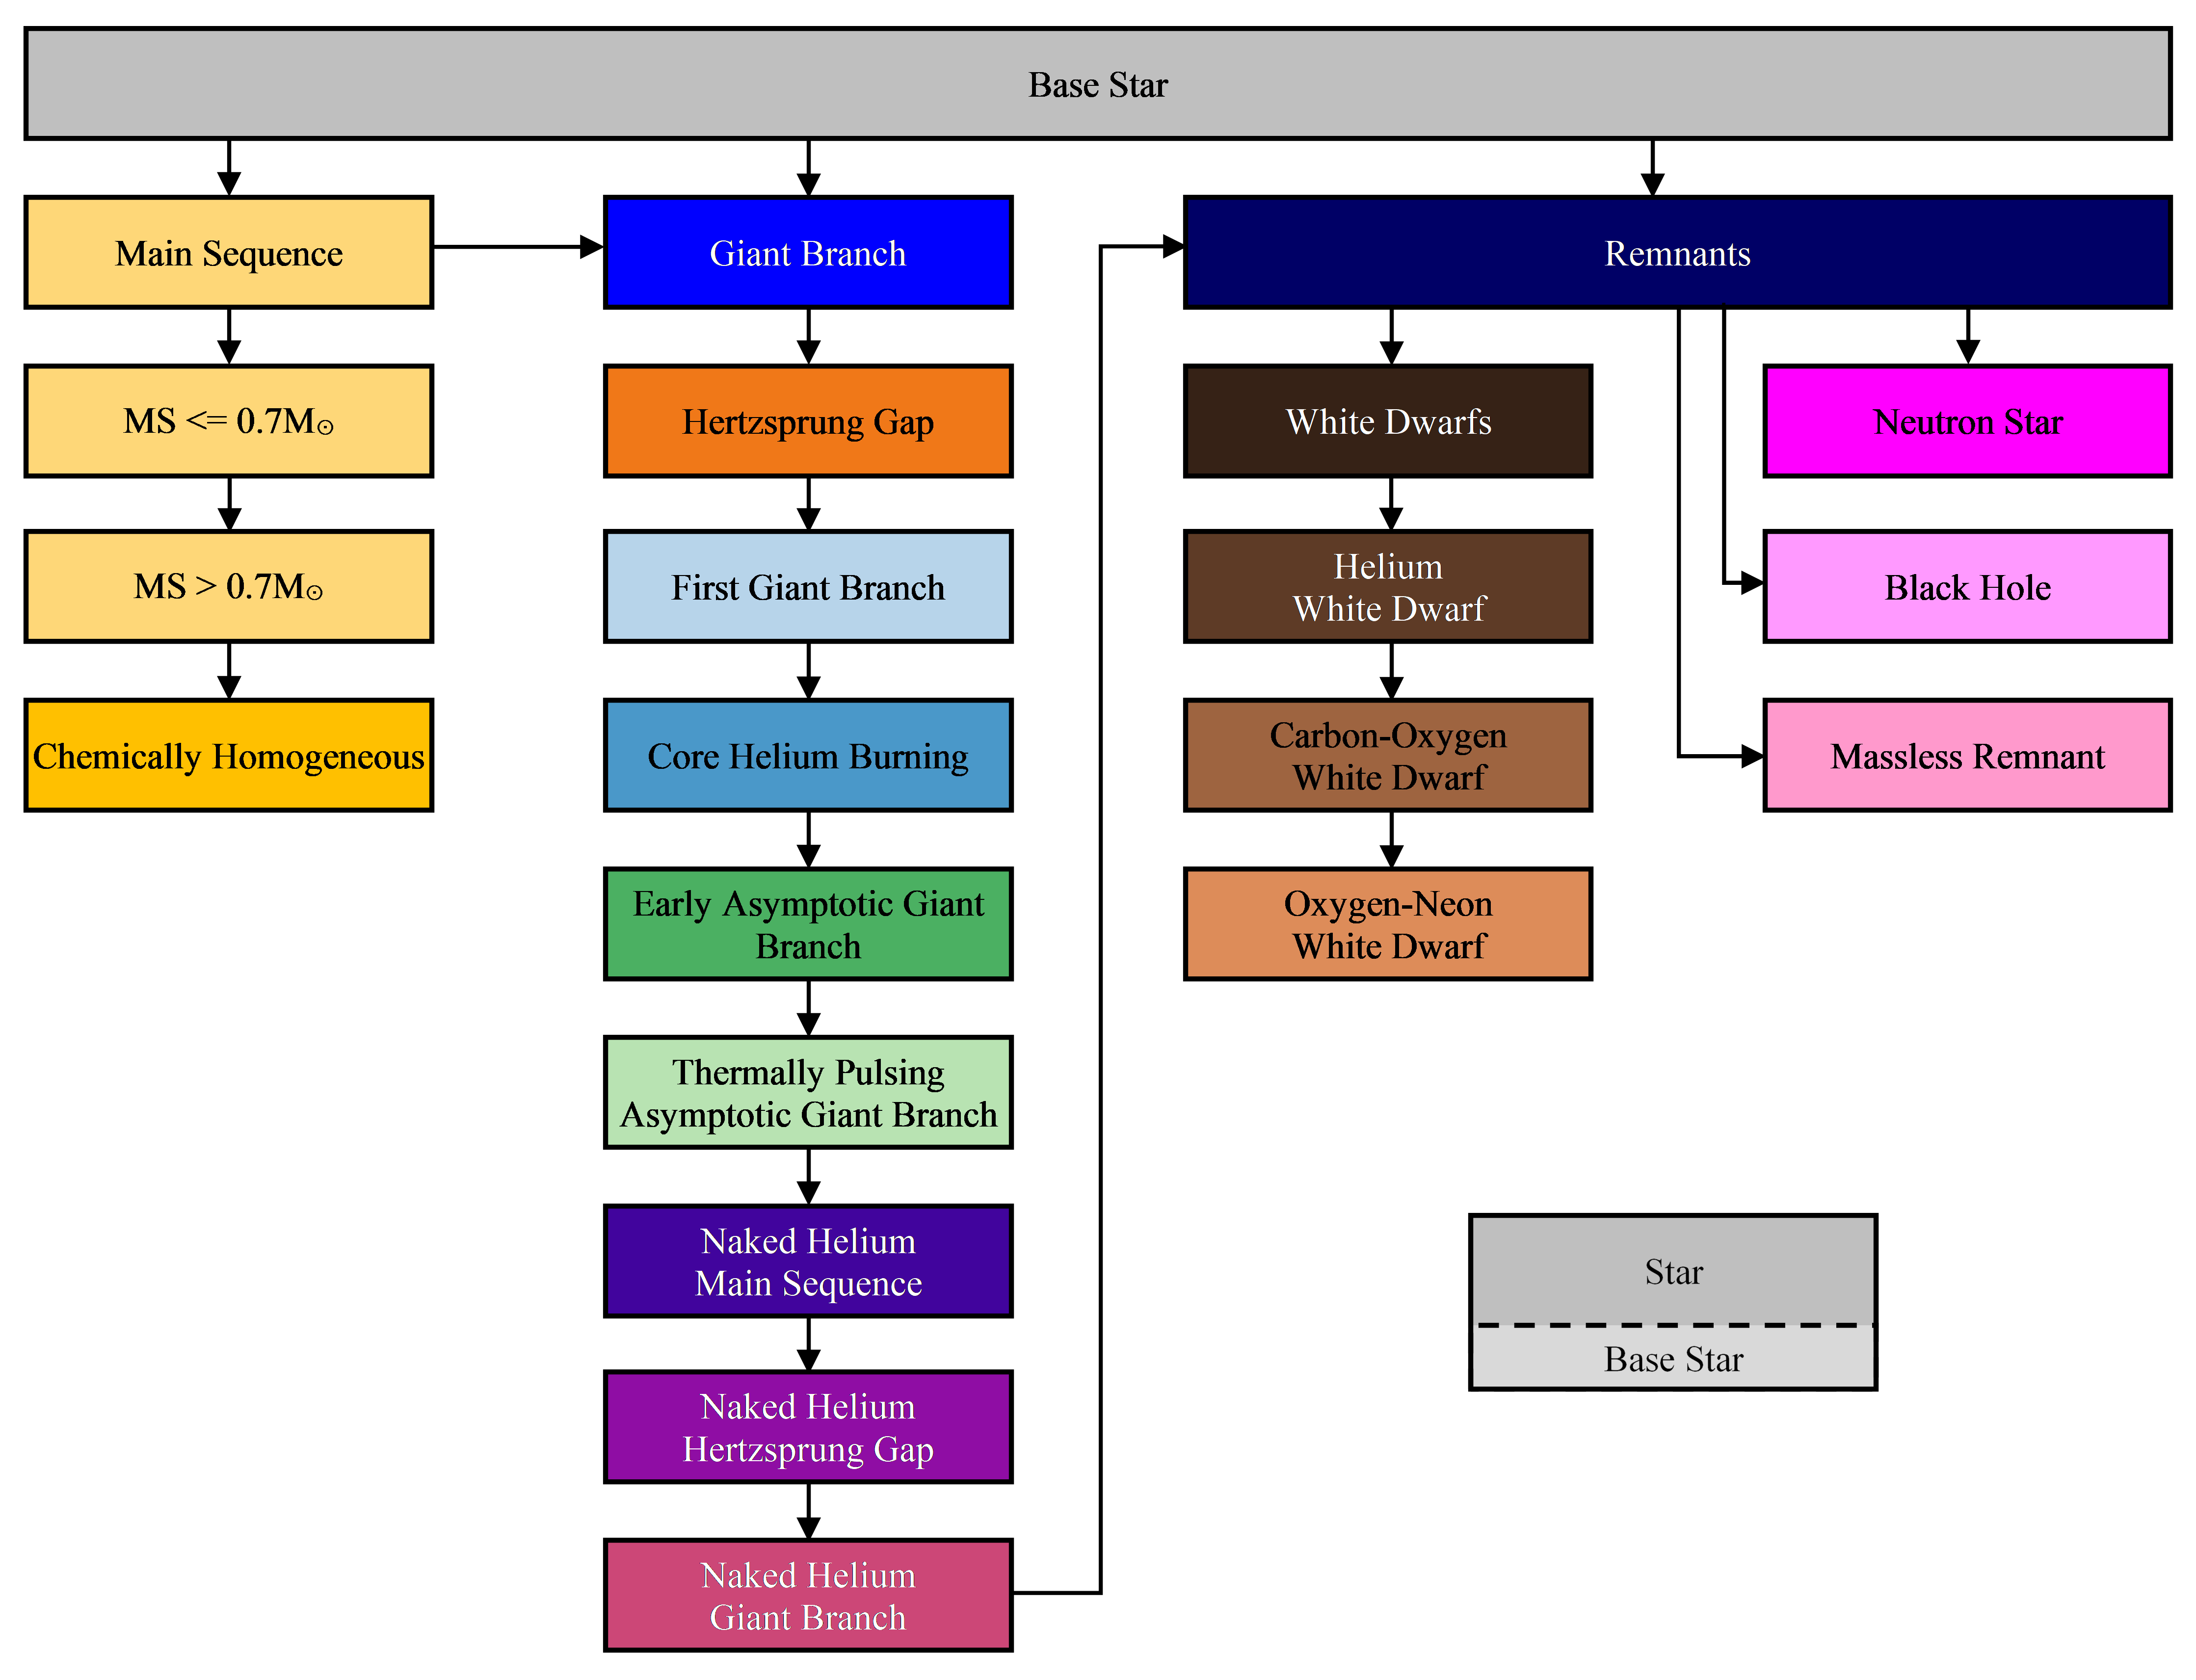 Base Star
Main Sequence
Giant Branch
Remnants
MS <= 0.7M☉
Hertzsprung Gap
White Dwarfs
Neutron Star
MS > 0.7M☉
First Giant Branch
Helium
White Dwarf
Black Hole
Chemically Homogeneous
Core Helium Burning
Carbon-Oxygen
White Dwarf
Massless Remnant
Early Asymptotic Giant
Branch
Oxygen-Neon
White Dwarf
Thermally Pulsing
Asymptotic Giant Branch
Naked Helium
Main Sequence
Star
Base Star
Naked Helium
Hertzsprung Gap
Naked Helium
Giant Branch